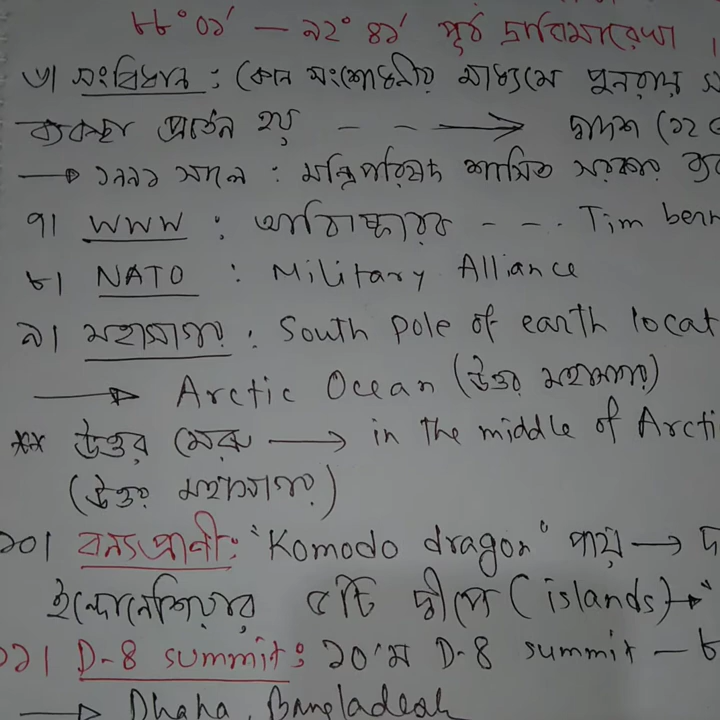 ৮৮° ০১′ — ৯২° ৪১′ পূর্ব দ্রাঘিমারেখা ।
৬। সংবিধান : কোন সংশোধনীর মাধ্যমে পুনরায় স
ব্যবস্থা প্রবর্তন হয় - - → দ্বাদশ (১২
→ ১৯৯১ সালে : মন্ত্রিপরিষদ শাসিত সরকার ব্য
৭। WWW : আবিষ্কারক - - . Tim bern
৮। NATO : Military Alliance
৯। মহাসাগর : South pole of earth locat
→ Arctic Ocean (উত্তর মহাসাগর)
** উত্তর মেরু → in the middle of Arcti
(উত্তর মহাসাগর)
১০। বন্যপ্রাণী : "Komodo dragon" পায় → দ
ইন্দোনেশিয়ার ৫টি দ্বীপে (islands) →
১১। D-8 summit : ১০'ম D-8 summit — ৮
→ Dhaka, Bangladesh